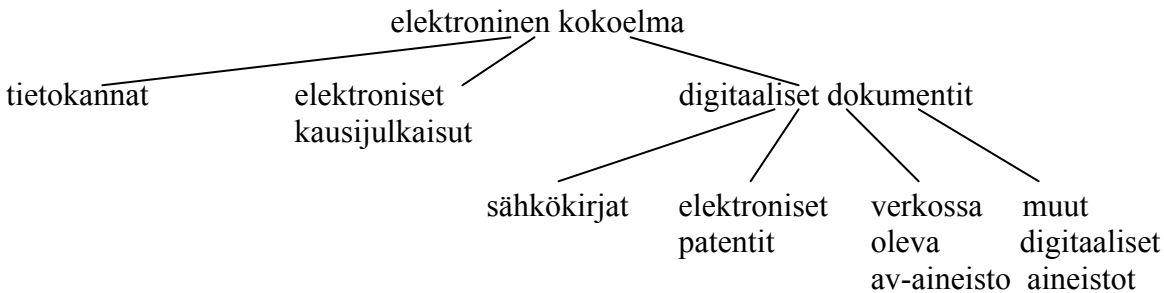 elektroninen kokoelma
tietokannat elektroniset digitaaliset dokumentit
kausijulkaisut
sähkökirjat elektroniset verkossa muut
patentit oleva digitaaliset
av-aineisto aineistot